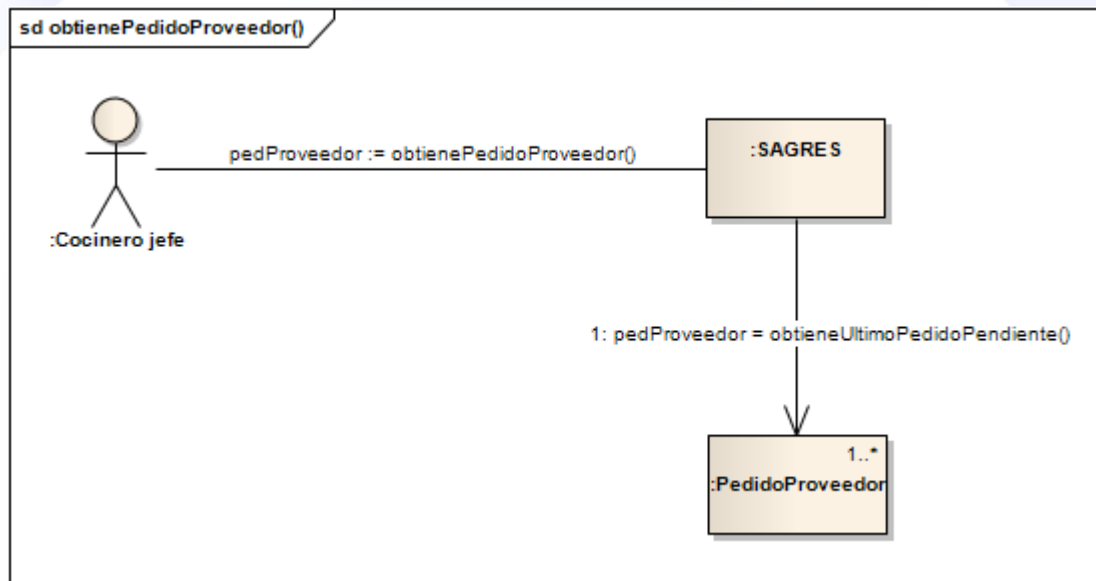 sd obtienePedidoProveedor()
pedProveedor := obtienePedidoProveedor()
:SAGRES
:Cocinero jefe
1: pedProveedor = obtieneUltimoPedidoPendiente()
1..*
:PedidoProveedor